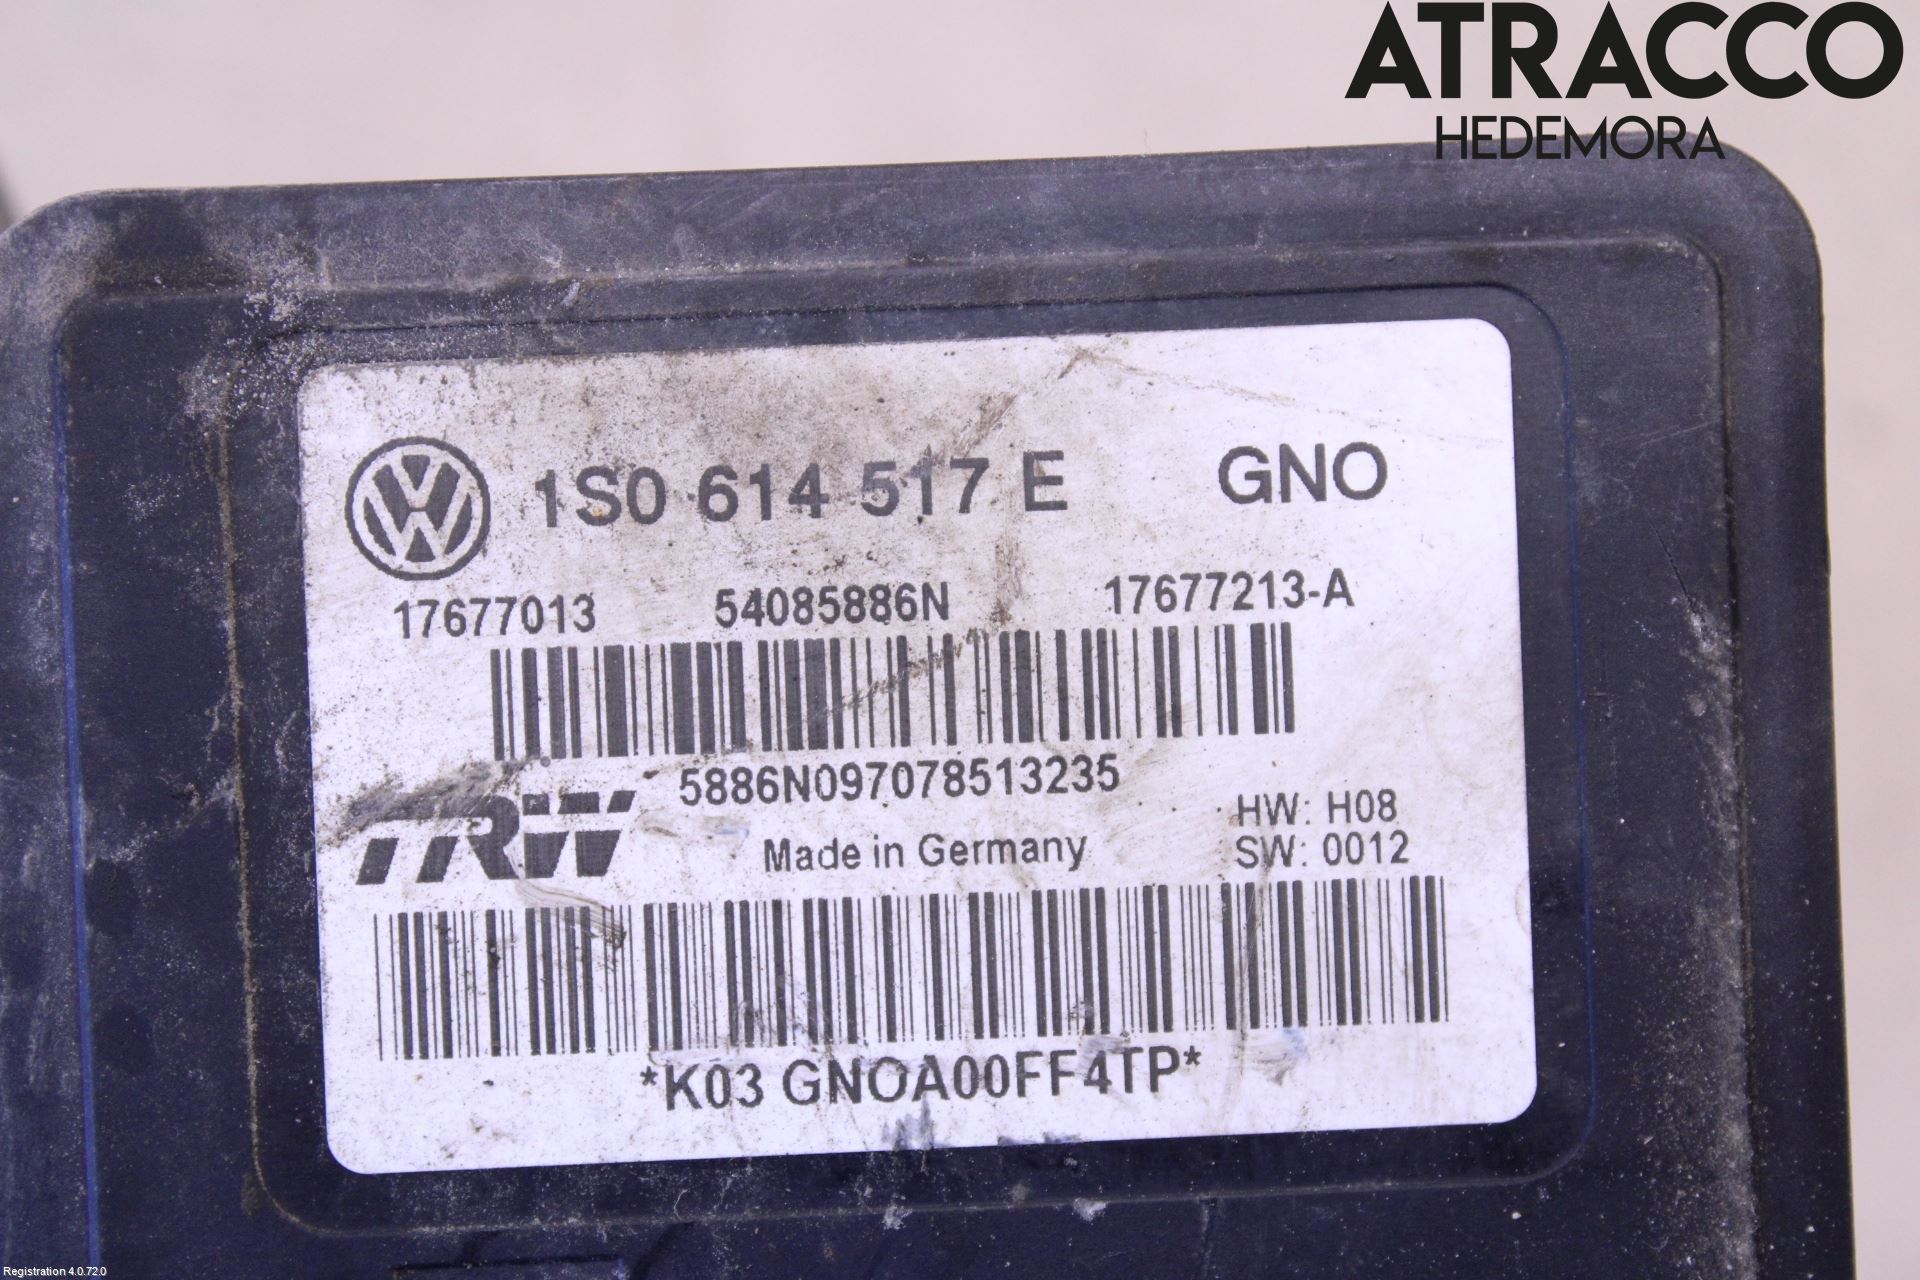 ATRACCO
HEDEMORA
1S0 614 517 E GNO
17677013 54085886N 17677213-A
5886N097078513235
TRW
Made in Germany
HW: H08
SW: 0012
*K03 GNOA00FF4TP*
Registration 4.0.72.0